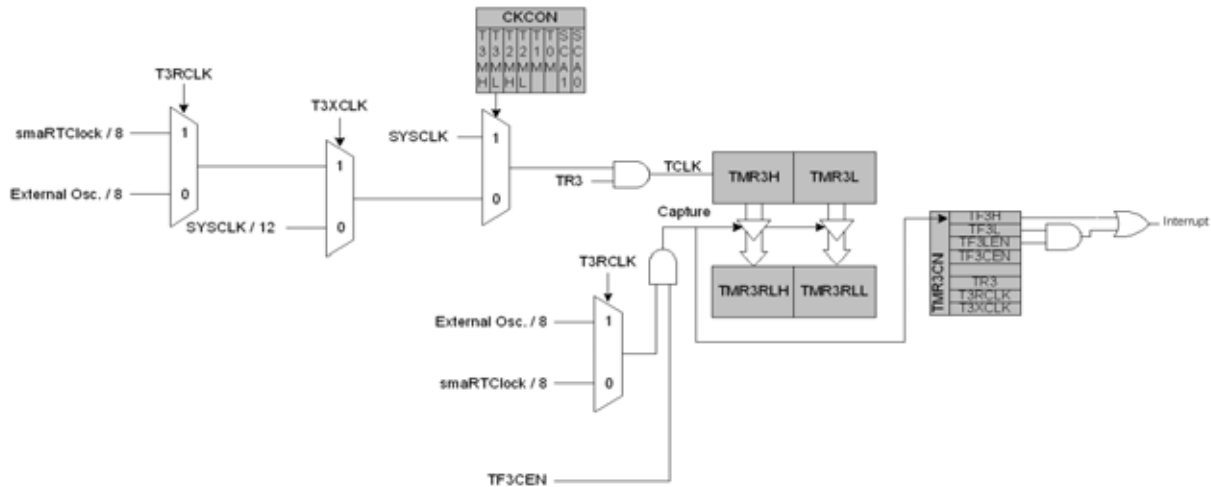 CKCON
T3MH T3ML T2MH T2ML T1M T0M SCA1 SCA0
T3RCLK
T3XCLK
smaRTClock / 8
1
SYSCLK
1
1
TCLK
TMR3H
TMR3L
TR3
External Osc. / 8
0
0
SYSCLK / 12
0
Capture
TF3H
TF3L
TF3LEN
TF3CEN
TR3
T3RCLK
T3XCLK
TMR3CN
Interrupt
T3RCLK
TMR3RLH
TMR3RLL
External Osc. / 8
1
smaRTClock / 8
0
TF3CEN